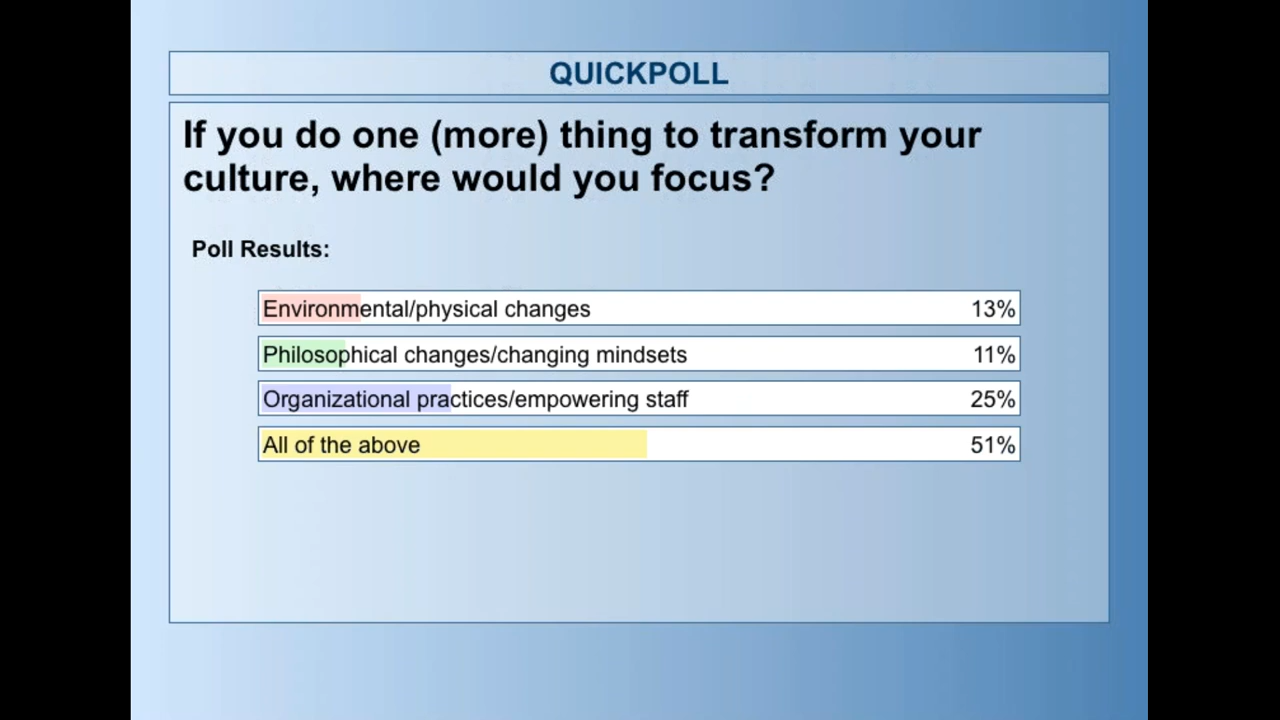 QUICKPOLL
If you do one (more) thing to transform your
culture, where would you focus?
Poll Results:
Environmental/physical changes 13%
Philosophical changes/changing mindsets 11%
Organizational practices/empowering staff 25%
All of the above 51%